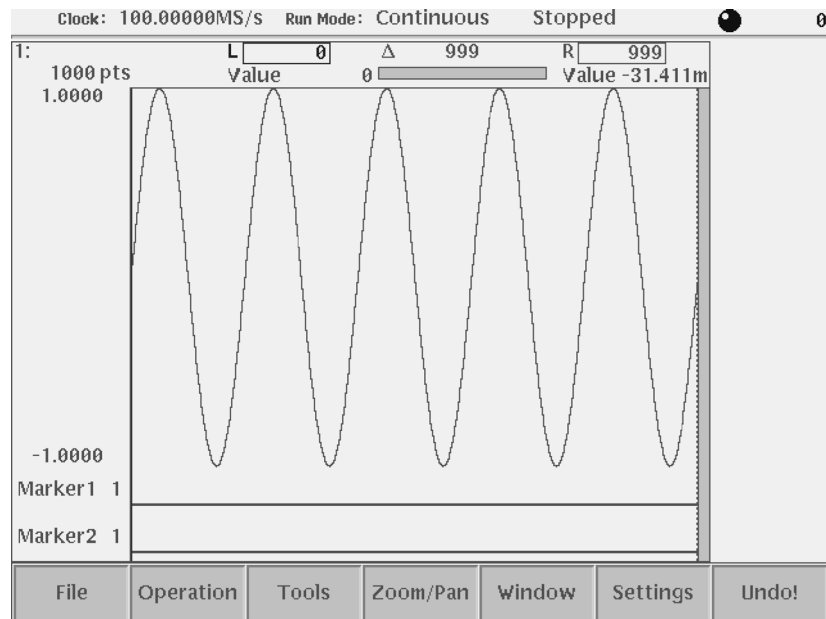 Clock: 100.00000MS/s Run Mode: Continuous Stopped 0
1: L 0 Δ 999 R 999
1000 pts Value 0 Value -31.411m
1.0000
-1.0000
Marker1 1
Marker2 1
File Operation Tools Zoom/Pan Window Settings Undo!